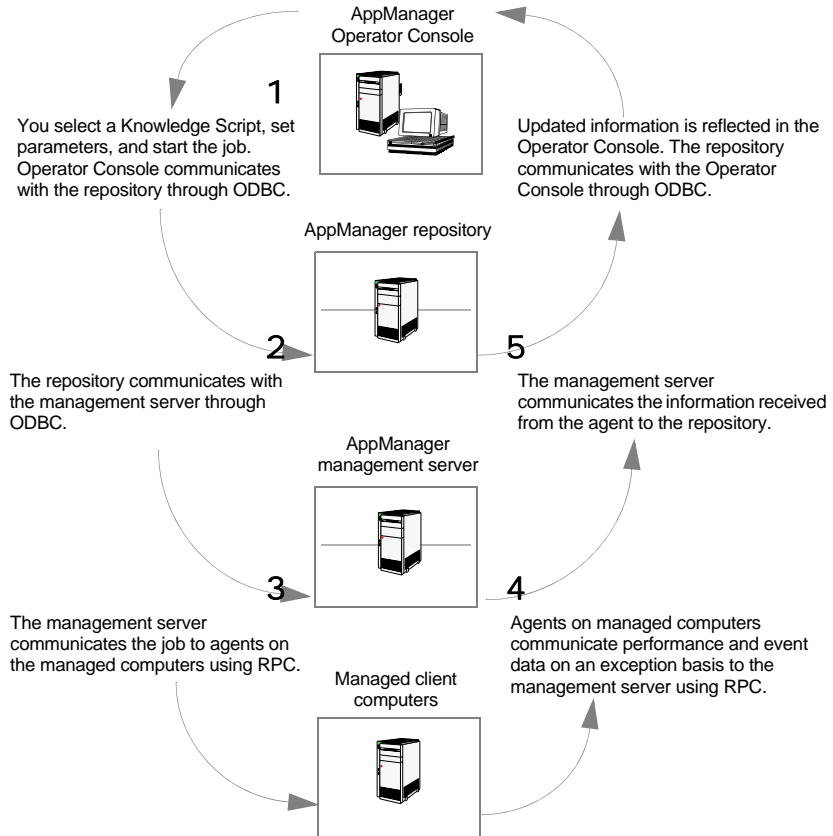 AppManager
Operator Console
1
You select a Knowledge Script, set
parameters, and start the job.
Operator Console communicates
with the repository through ODBC.
Updated information is reflected in the
Operator Console. The repository
communicates with the Operator
Console through ODBC.
AppManager repository
2
5
The repository communicates with
the management server through
ODBC.
The management server
communicates the information received
from the agent to the repository.
AppManager
management server
3
4
The management server
communicates the job to agents on
the managed computers using RPC.
Agents on managed computers
communicate performance and event
data on an exception basis to the
management server using RPC.
Managed client
computers